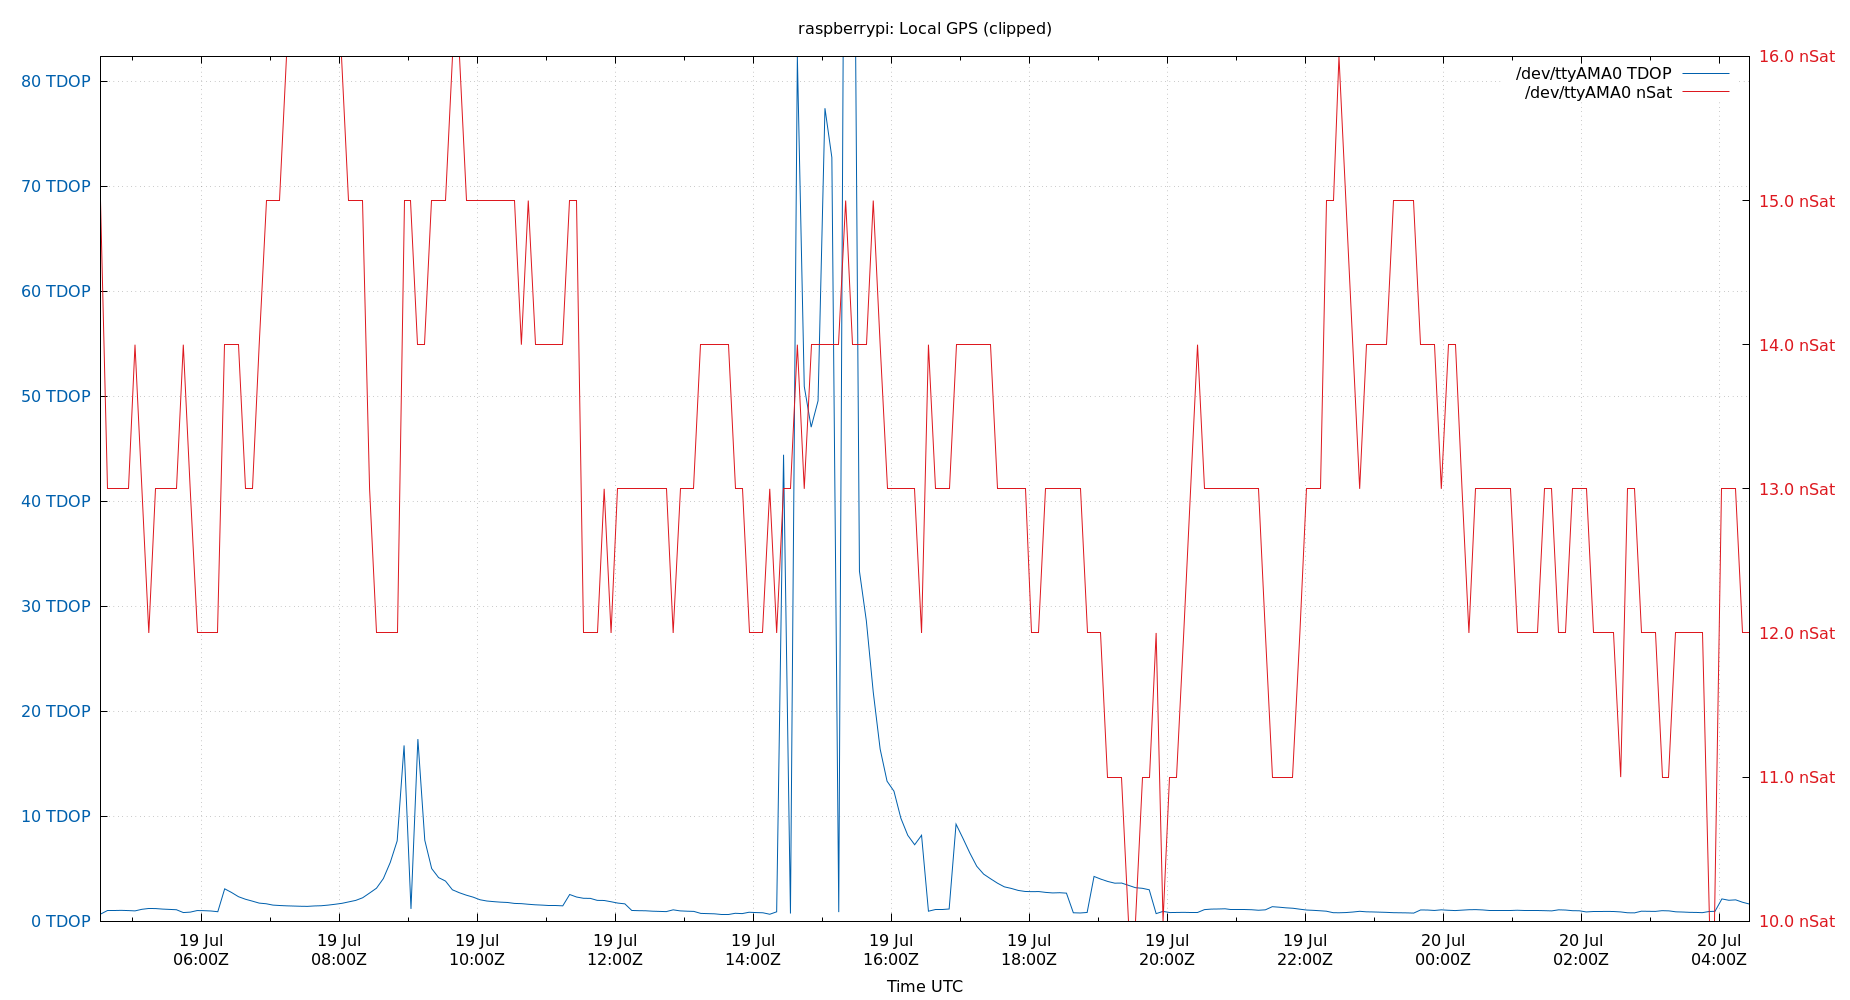 raspberrypi: Local GPS (clipped)
/dev/ttyAMA0 TDOP
/dev/ttyAMA0 nSat
80 TDOP
70 TDOP
60 TDOP
50 TDOP
40 TDOP
30 TDOP
20 TDOP
10 TDOP
0 TDOP
16.0 nSat
15.0 nSat
14.0 nSat
13.0 nSat
12.0 nSat
11.0 nSat
10.0 nSat
19 Jul
06:00Z
19 Jul
08:00Z
19 Jul
10:00Z
19 Jul
12:00Z
19 Jul
14:00Z
19 Jul
16:00Z
19 Jul
18:00Z
19 Jul
20:00Z
19 Jul
22:00Z
20 Jul
00:00Z
20 Jul
02:00Z
20 Jul
04:00Z
Time UTC